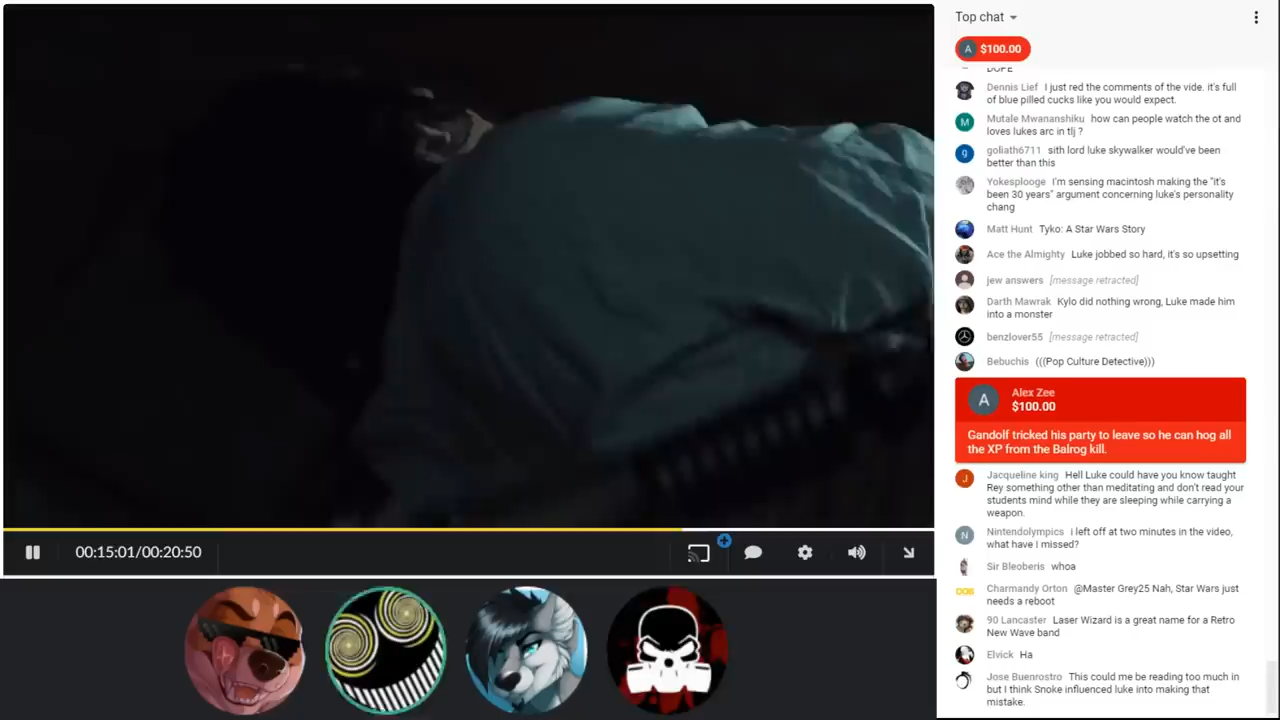 Top chat
A $100.00
DOPE
Dennis Lief I just red the comments of the vide. it's full
of blue pilled cucks like you would expect.
M Mutale Mwananshiku how can people watch the ot and
loves lukes arc in tlj ?
g goliath6711 sith lord luke skywalker would've been
better than this
Yokesplooge I'm sensing macintosh making the "it's
been 30 years" argument concerning luke's personality
chang
Matt Hunt Tyko: A Star Wars Story
Ace the Almighty Luke jobbed so hard, it's so upsetting
jew answers [message retracted]
Darth Mawrak Kylo did nothing wrong, Luke made him
into a monster
benzlover55 [message retracted]
Bebuchis (((Pop Culture Detective)))
A Alex Zee
$100.00
Gandolf tricked his party to leave so he can hog all
the XP from the Balrog kill.
J Jacqueline king Hell Luke could have you know taught
Rey something other than meditating and don't read your
students mind while they are sleeping while carrying a
weapon.
N Nintendolympics i left off at two minutes in the video,
what have I missed?
Sir Bleoberis whoa
Charmandy Orton @Master Grey25 Nah, Star Wars just
needs a reboot
90 Lancaster Laser Wizard is a great name for a Retro
New Wave band
Elvick Ha
Jose Buenrostro This could me be reading too much in
but I think Snoke influenced luke into making that
mistake.
00:15:01/00:20:50